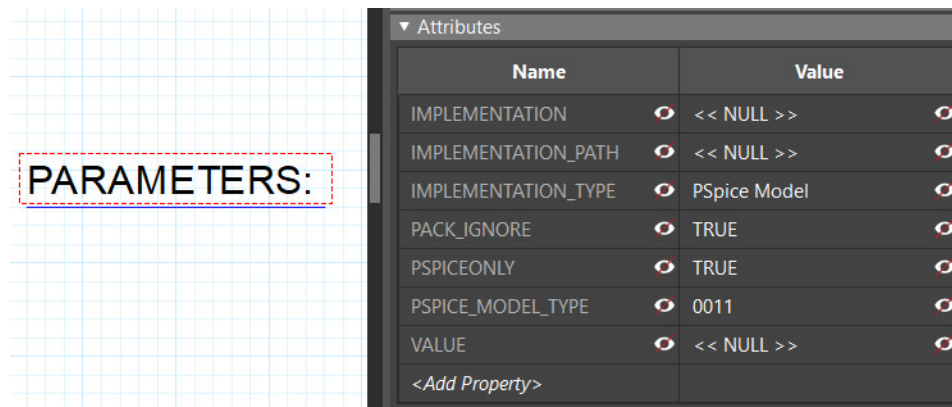 PARAMETERS:
Attributes
Name Value
IMPLEMENTATION << NULL >>
IMPLEMENTATION_PATH << NULL >>
IMPLEMENTATION_TYPE PSpice Model
PACK_IGNORE TRUE
PSPICEONLY TRUE
PSPICE_MODEL_TYPE 0011
VALUE << NULL >>
<Add Property>